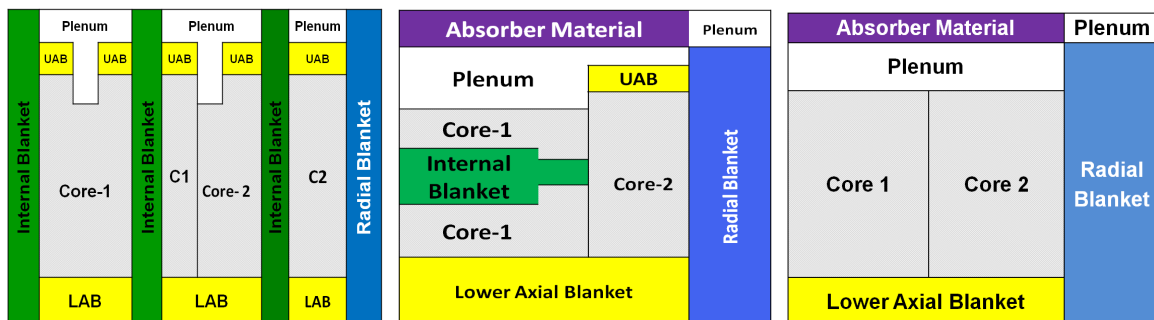 Plenum
Plenum
Plenum
UAB
UAB
UAB
UAB
UAB
Internal Blanket
Core-1
Internal Blanket
C1
Core- 2
Internal Blanket
C2
Radial Blanket
LAB
LAB
LAB
Absorber Material
Plenum
Plenum
UAB
Core-1
Internal
Blanket
Core-2
Radial Blanket
Core-1
Lower Axial Blanket
Absorber Material
Plenum
Plenum
Core 1
Core 2
Radial
Blanket
Lower Axial Blanket